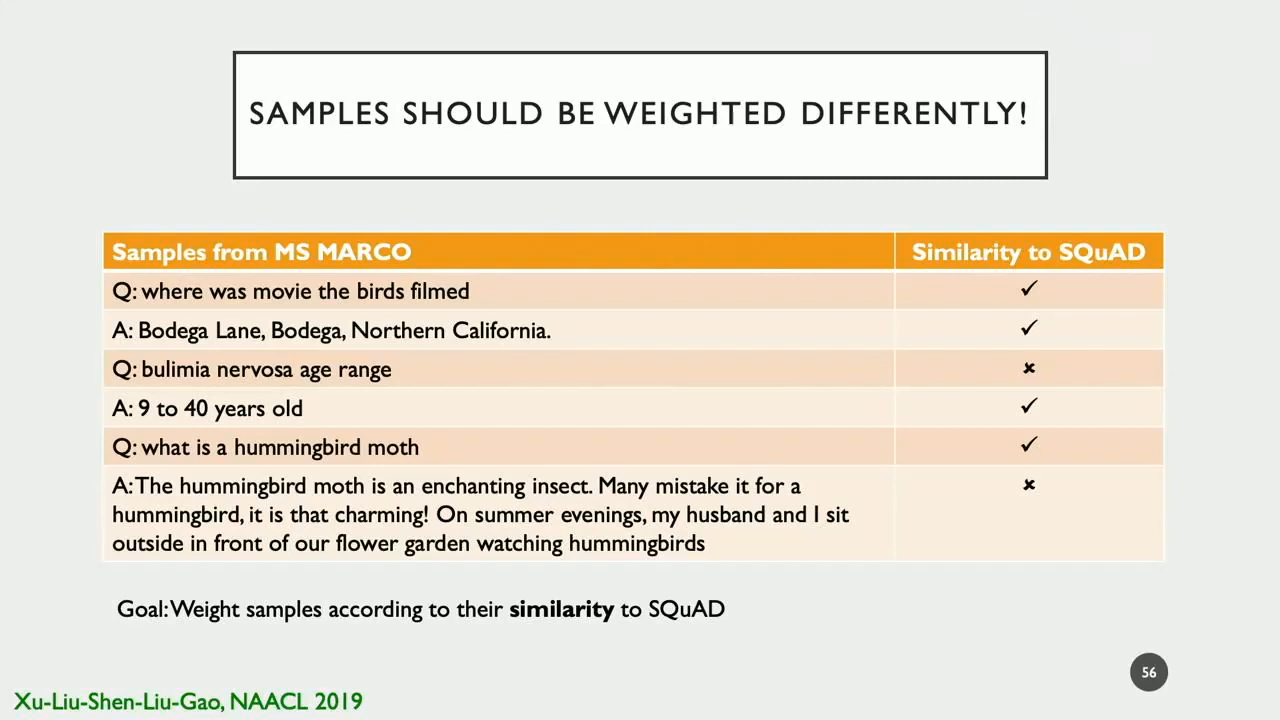 SAMPLES SHOULD BE WEIGHTED DIFFERENTLY!
Samples from MS MARCO Similarity to SQuAD
Q: where was movie the birds filmed ✓
A: Bodega Lane, Bodega, Northern California. ✓
Q: bulimia nervosa age range ✘
A: 9 to 40 years old ✓
Q: what is a hummingbird moth ✓
A: The hummingbird moth is an enchanting insect. Many mistake it for a ✘
hummingbird, it is that charming! On summer evenings, my husband and I sit
outside in front of our flower garden watching hummingbirds
Goal: Weight samples according to their similarity to SQuAD
56
Xu-Liu-Shen-Liu-Gao, NAACL 2019